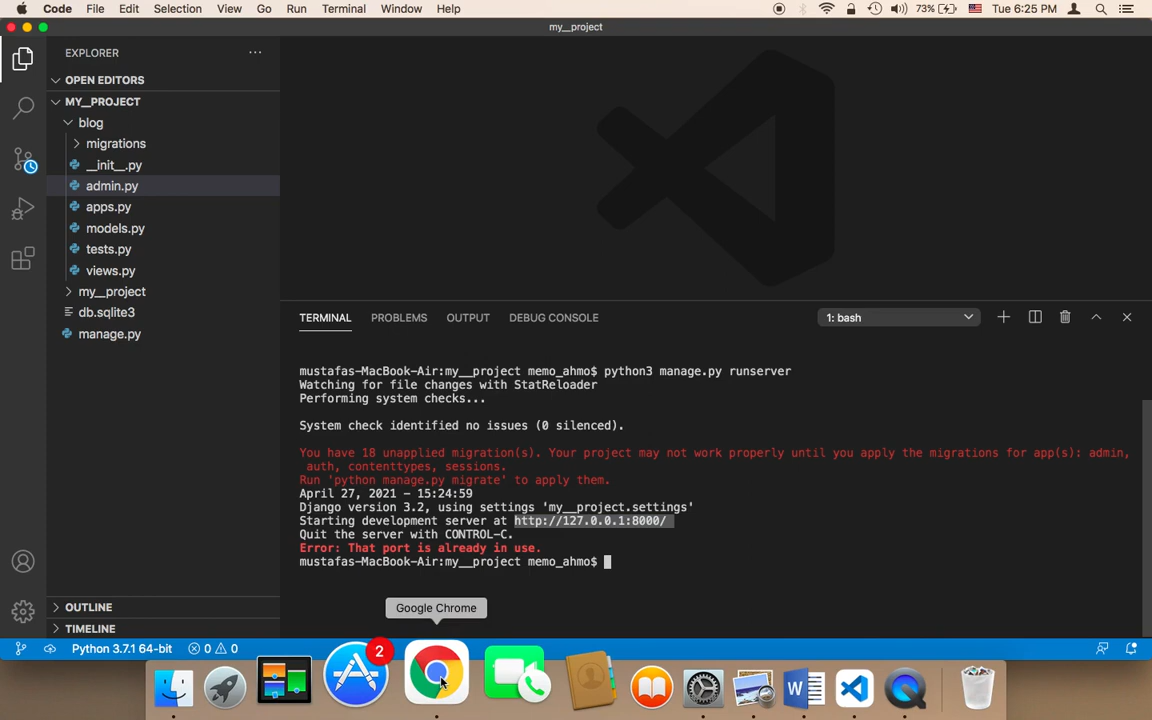 Code File Edit Selection View Go Run Terminal Window Help 73% Tue 6:25 PM
my__project
EXPLORER
OPEN EDITORS
MY__PROJECT
blog
migrations
__init__.py
admin.py
apps.py
models.py
tests.py
views.py
my__project
db.sqlite3
manage.py
OUTLINE
TIMELINE
TERMINAL PROBLEMS OUTPUT DEBUG CONSOLE 1: bash
mustafas-MacBook-Air:my__project memo_ahmo$ python3 manage.py runserver
Watching for file changes with StatReloader
Performing system checks...
System check identified no issues (0 silenced).
You have 18 unapplied migration(s). Your project may not work properly until you apply the migrations for app(s): admin,
auth, contenttypes, sessions.
Run 'python manage.py migrate' to apply them.
April 27, 2021 - 15:24:59
Django version 3.2, using settings 'my__project.settings'
Starting development server at http://127.0.0.1:8000/
Quit the server with CONTROL-C.
Error: That port is already in use.
mustafas-MacBook-Air:my__project memo_ahmo$
Google Chrome
Python 3.7.1 64-bit 0 0
2
W